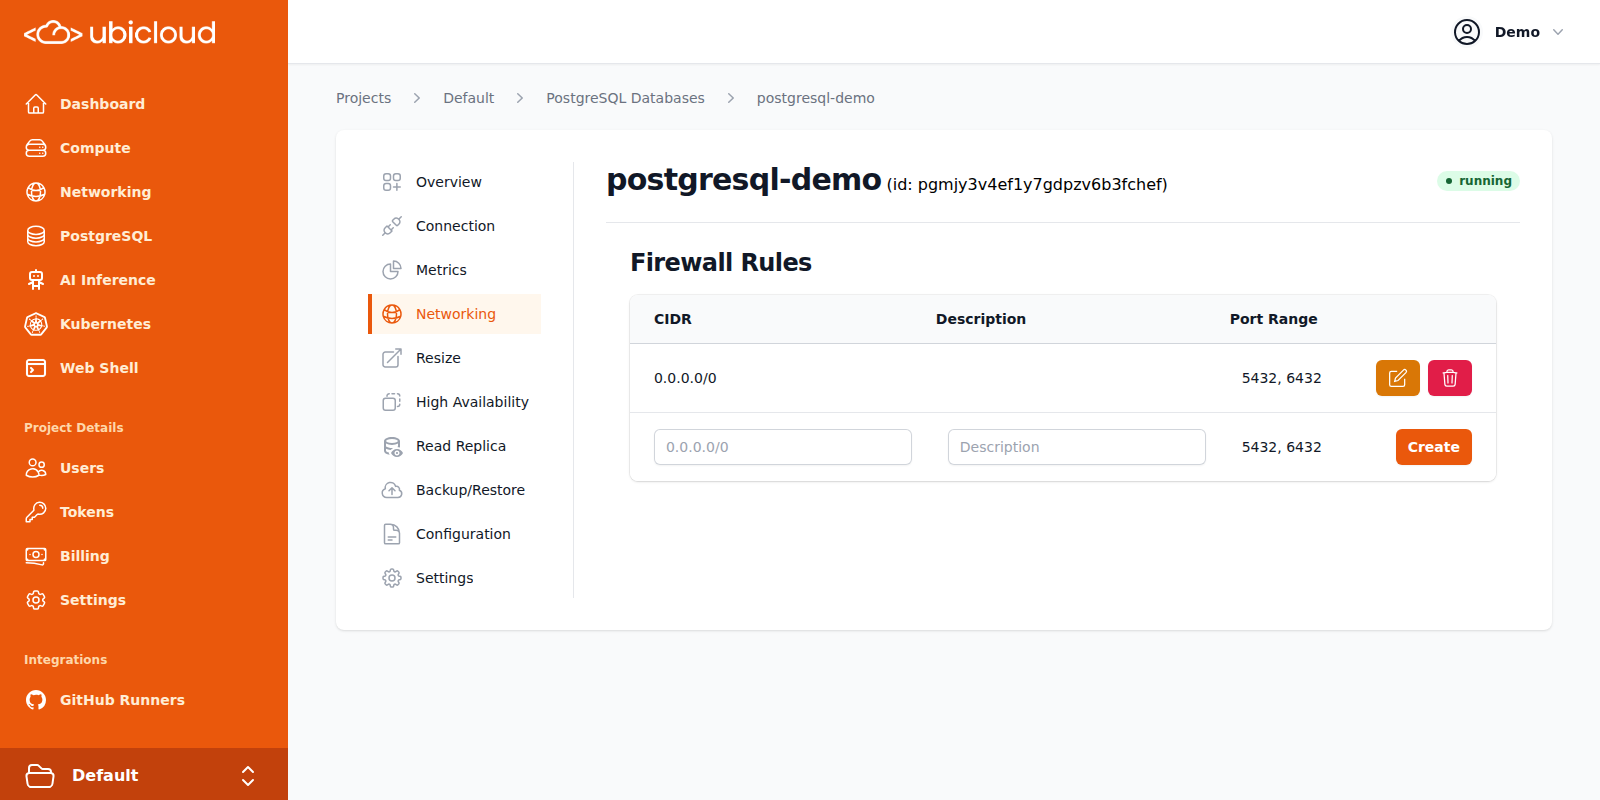 ubicloud
Demo
Dashboard
Compute
Networking
PostgreSQL
AI Inference
Kubernetes
Web Shell
Project Details
Users
Tokens
Billing
Settings
Integrations
GitHub Runners
Default
Projects > Default > PostgreSQL Databases > postgresql-demo
Overview
Connection
Metrics
Networking
Resize
High Availability
Read Replica
Backup/Restore
Configuration
Settings
postgresql-demo (id: pgmjy3v4ef1y7gdpzv6b3fchef)
running
Firewall Rules
CIDR Description Port Range
0.0.0.0/0 5432, 6432
0.0.0.0/0 Description 5432, 6432 Create